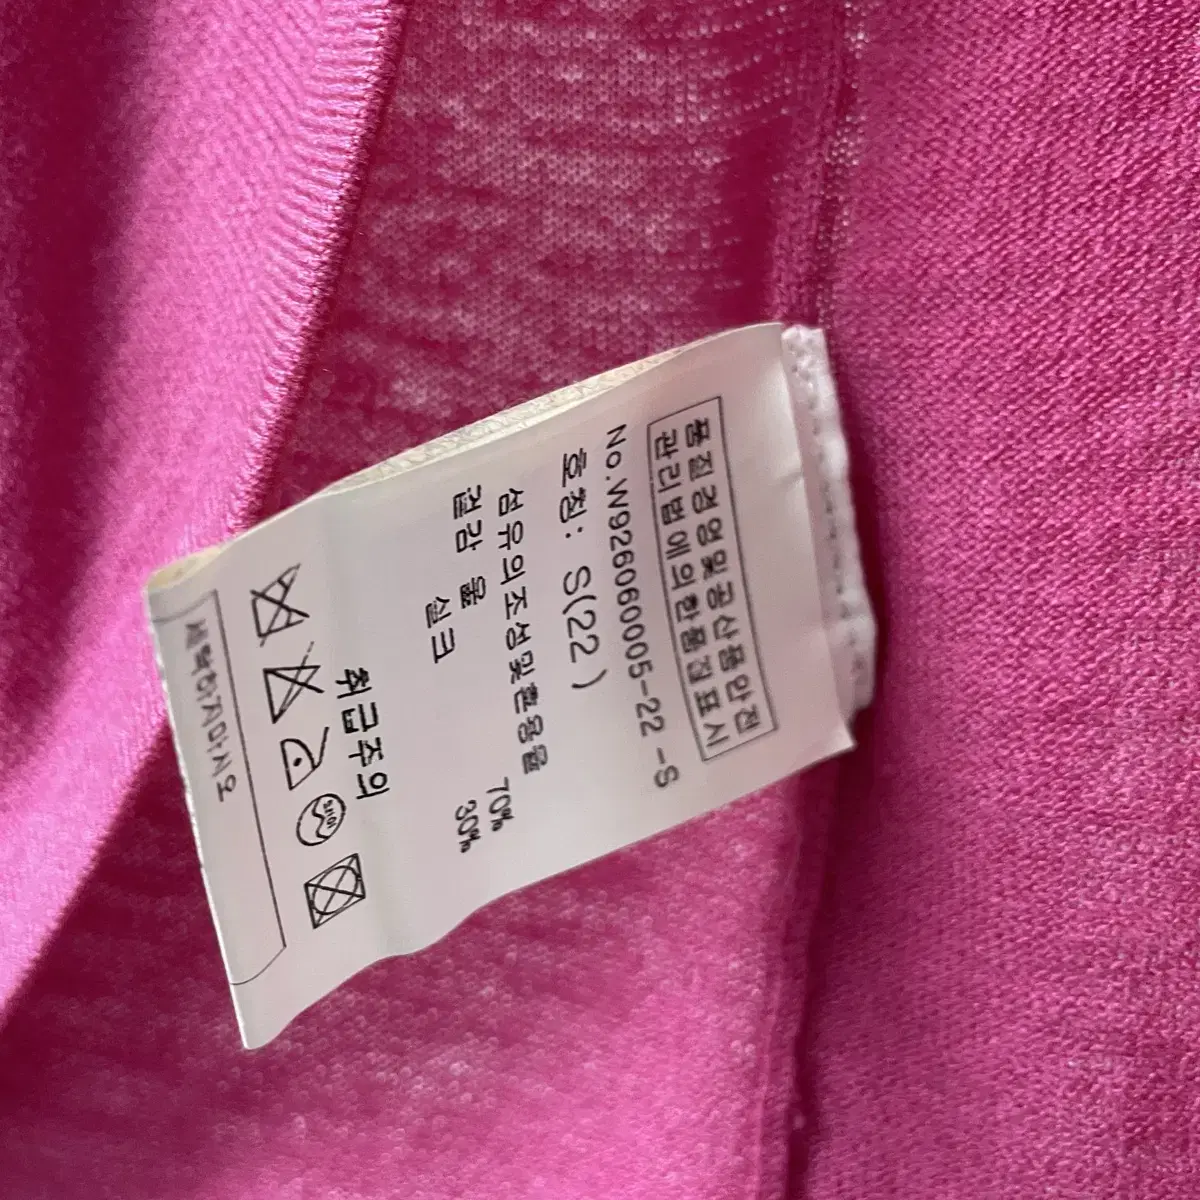 품질경영및공산품안전
관리법에의한품질표시
No.W926060005-22 -S
호칭: S(22)
섬유의조성및혼용율
겉감 울 70%
실크 30%
취급주의
세탁하지마시오